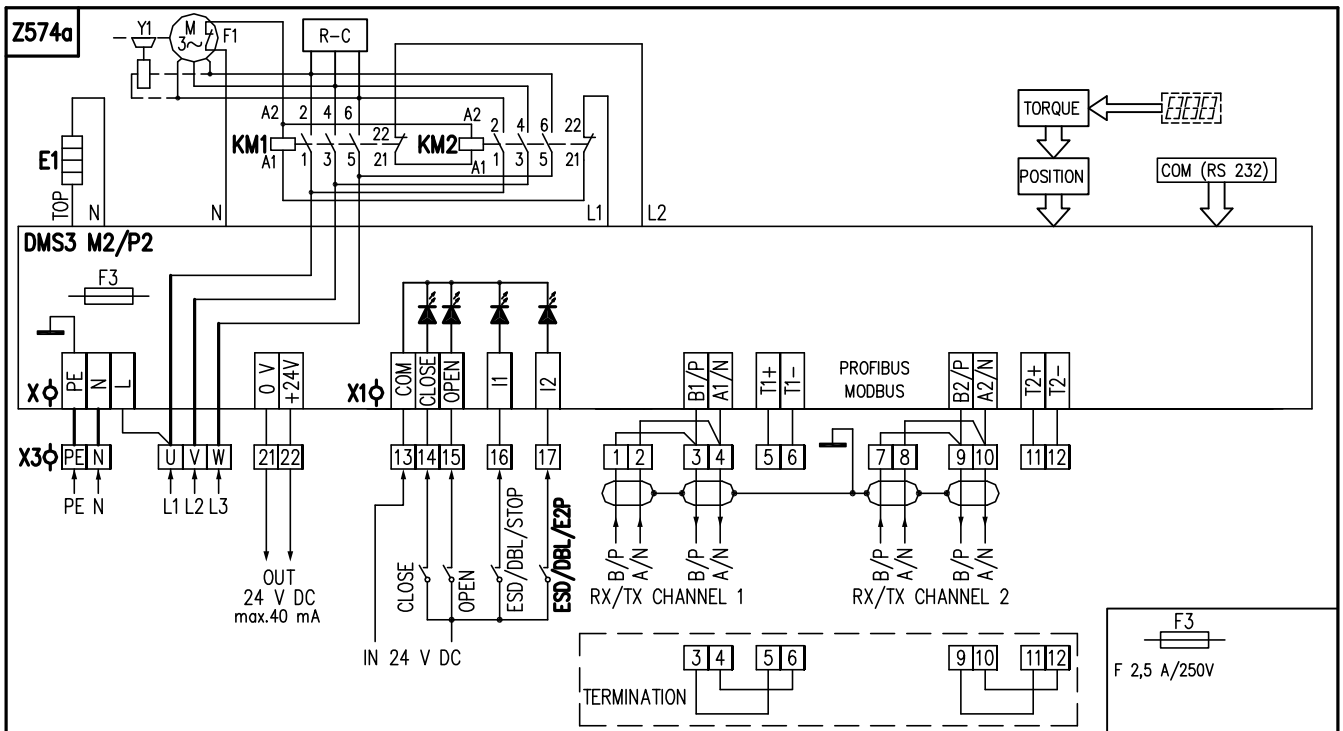 Z574a
Y1
M
3~
F1
R-C
A2 2 4 6
22
A2
2 4 6
22
KM1
A1
1 3 5
21
KM2
A1
1 3 5
21
E1
TOP
N
N
L1
L2
TORQUE
POSITION
COM (RS 232)
DMS3 M2/P2
F3
X
PE
N
L
0 V
+24V
X1
COM
CLOSE
OPEN
I1
I2
B1/P
A1/N
T1+
T1-
PROFIBUS
MODBUS
B2/P
A2/N
T2+
T2-
X3
PE N
U V W
21 22
13 14 15
16
17
1 2
3 4
5 6
7 8
9 10
11 12
PE N
L1 L2 L3
OUT
24 V DC
max.40 mA
CLOSE
OPEN
ESD/DBL/STOP
ESD/DBL/E2P
IN 24 V DC
B/P
A/N
B/P
A/N
RX/TX CHANNEL 1
B/P
A/N
B/P
A/N
RX/TX CHANNEL 2
TERMINATION
3 4
5 6
9 10
11 12
F3
F 2,5 A/250V